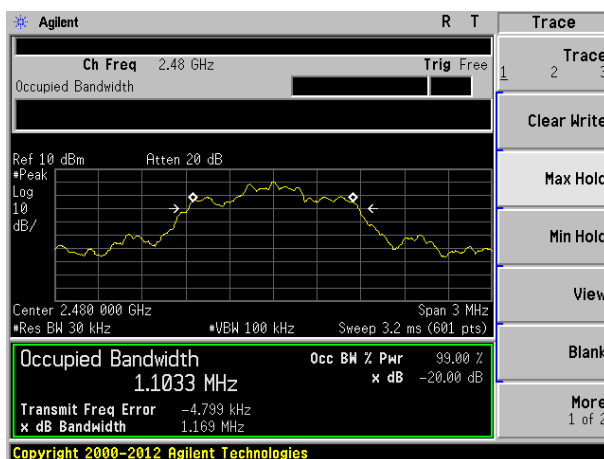 Agilent R T Trace
Ch Freq 2.48 GHz Trig Free
Occupied Bandwidth
Trace
1 2 3
Clear Write
Max Hold
Min Hold
View
Blank
More
1 of 2
Ref 10 dBm Atten 20 dB
#Peak
Log
10
dB/
Center 2.480 000 GHz Span 3 MHz
#Res BW 30 kHz #VBW 100 kHz Sweep 3.2 ms (601 pts)
Occupied Bandwidth Occ BW % Pwr 99.00 %
1.1033 MHz x dB -20.00 dB
Transmit Freq Error -4.799 kHz
x dB Bandwidth 1.169 MHz
Copyright 2000-2012 Agilent Technologies